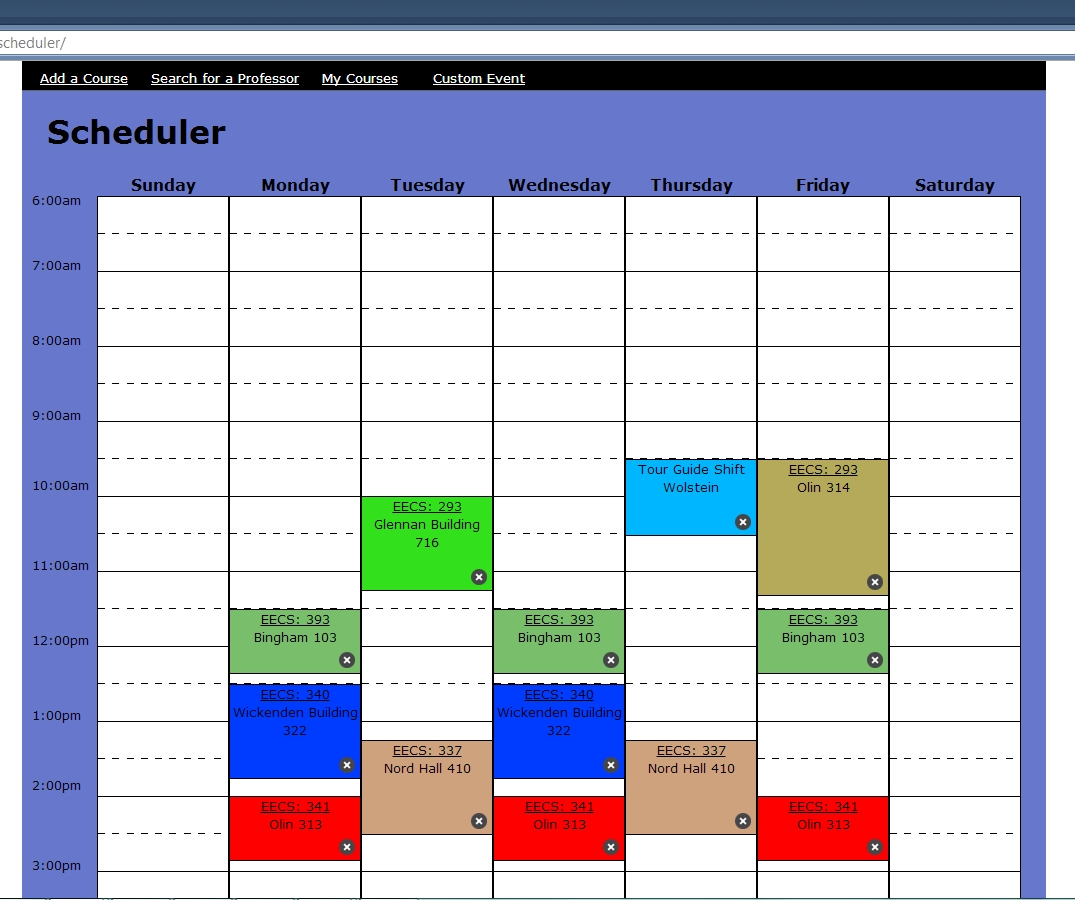 scheduler/
Add a Course Search for a Professor My Courses Custom Event
Scheduler
Sunday Monday Tuesday Wednesday Thursday Friday Saturday
6:00am
7:00am
8:00am
9:00am
Tour Guide Shift
Wolstein
EECS: 293
Olin 314
10:00am
EECS: 293
Glennan Building
716
11:00am
EECS: 393
Bingham 103
EECS: 393
Bingham 103
EECS: 393
Bingham 103
12:00pm
EECS: 340
Wickenden Building
322
EECS: 340
Wickenden Building
322
1:00pm
EECS: 337
Nord Hall 410
EECS: 337
Nord Hall 410
2:00pm
EECS: 341
Olin 313
EECS: 341
Olin 313
EECS: 341
Olin 313
3:00pm